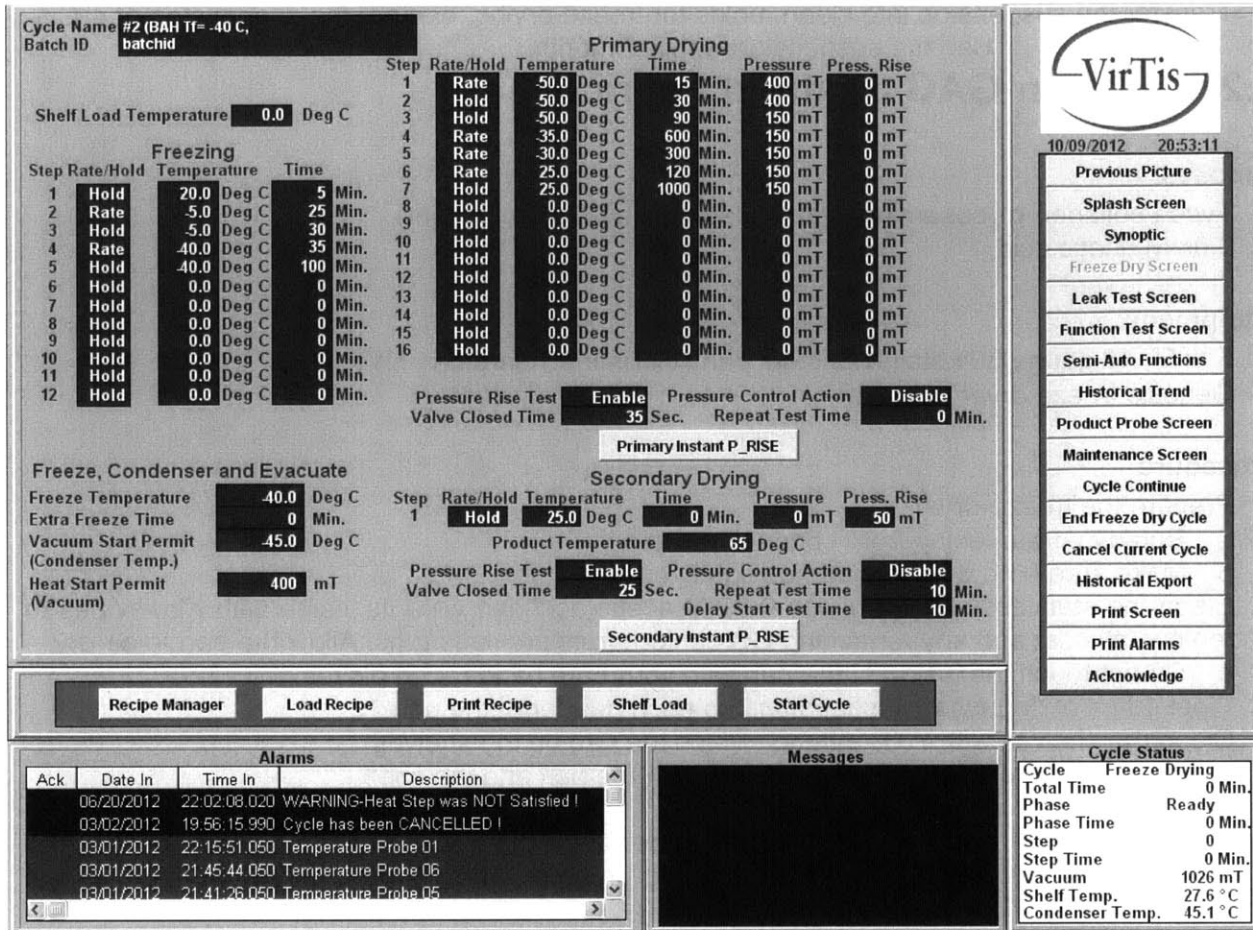 Cycle Name #2 (BAH Tf= -40 C,
Batch ID batchid
Shelf Load Temperature 0.0 Deg C
Freezing
Step Rate/Hold Temperature Time
1 Hold 20.0 Deg C 5 Min.
2 Rate -5.0 Deg C 25 Min.
3 Hold -5.0 Deg C 30 Min.
4 Rate -40.0 Deg C 35 Min.
5 Hold -40.0 Deg C 100 Min.
6 Hold 0.0 Deg C 0 Min.
7 Hold 0.0 Deg C 0 Min.
8 Hold 0.0 Deg C 0 Min.
9 Hold 0.0 Deg C 0 Min.
10 Hold 0.0 Deg C 0 Min.
11 Hold 0.0 Deg C 0 Min.
12 Hold 0.0 Deg C 0 Min.
Freeze, Condenser and Evacuate
Freeze Temperature -40.0 Deg C
Extra Freeze Time 0 Min.
Vacuum Start Permit -45.0 Deg C
(Condenser Temp.)
Heat Start Permit 400 mT
(Vacuum)
Primary Drying
Step Rate/Hold Temperature Time Pressure Press. Rise
1 Rate -50.0 Deg C 15 Min. 400 mT 0 mT
2 Hold -50.0 Deg C 30 Min. 400 mT 0 mT
3 Hold -50.0 Deg C 90 Min. 150 mT 0 mT
4 Rate -35.0 Deg C 600 Min. 150 mT 0 mT
5 Rate -30.0 Deg C 300 Min. 150 mT 0 mT
6 Rate 25.0 Deg C 120 Min. 150 mT 0 mT
7 Hold 25.0 Deg C 1000 Min. 150 mT 0 mT
8 Hold 0.0 Deg C 0 Min. 0 mT 0 mT
9 Hold 0.0 Deg C 0 Min. 0 mT 0 mT
10 Hold 0.0 Deg C 0 Min. 0 mT 0 mT
11 Hold 0.0 Deg C 0 Min. 0 mT 0 mT
12 Hold 0.0 Deg C 0 Min. 0 mT 0 mT
13 Hold 0.0 Deg C 0 Min. 0 mT 0 mT
14 Hold 0.0 Deg C 0 Min. 0 mT 0 mT
15 Hold 0.0 Deg C 0 Min. 0 mT 0 mT
16 Hold 0.0 Deg C 0 Min. 0 mT 0 mT
Pressure Rise Test Enable Pressure Control Action Disable
Valve Closed Time 35 Sec. Repeat Test Time 0 Min.
Primary Instant P_RISE
Secondary Drying
Step Rate/Hold Temperature Time Pressure Press. Rise
1 Hold 25.0 Deg C 0 Min. 0 mT 50 mT
Product Temperature 65 Deg C
Pressure Rise Test Enable Pressure Control Action Disable
Valve Closed Time 25 Sec. Repeat Test Time 10 Min.
Delay Start Test Time 10 Min.
Secondary Instant P_RISE
VirTis
10/09/2012 20:53:11
Previous Picture
Splash Screen
Synoptic
Freeze Dry Screen
Leak Test Screen
Function Test Screen
Semi-Auto Functions
Historical Trend
Product Probe Screen
Maintenance Screen
Cycle Continue
End Freeze Dry Cycle
Cancel Current Cycle
Historical Export
Print Screen
Print Alarms
Acknowledge
Recipe Manager Load Recipe Print Recipe Shelf Load Start Cycle
Alarms
Ack Date In Time In Description
06/20/2012 22:02:08.020 WARNING-Heat Step was NOT Satisfied !
03/02/2012 19:56:15.990 Cycle has been CANCELLED !
03/01/2012 22:15:51.050 Temperature Probe 01
03/01/2012 21:45:44.050 Temperature Probe 06
03/01/2012 21:41:26.050 Temperature Probe 05
Messages
Cycle Status
Cycle Freeze Drying
Total Time 0 Min.
Phase Ready
Phase Time 0 Min.
Step 0
Step Time 0 Min.
Vacuum 1026 mT
Shelf Temp. 27.6 °C
Condenser Temp. 45.1 °C